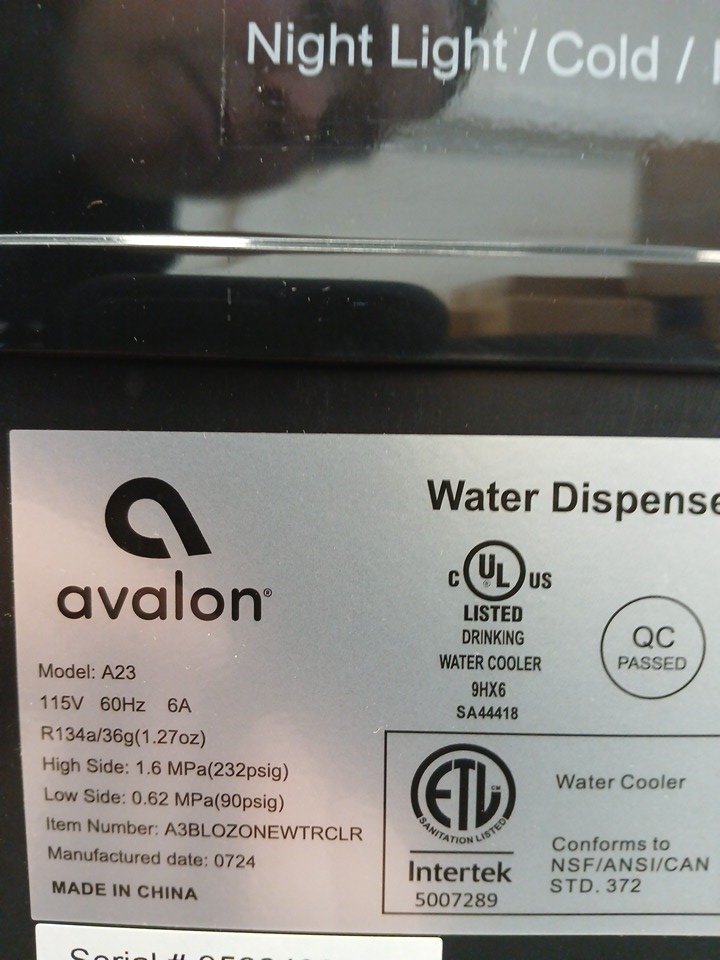 Night Light / Cold /
avalon®
Model: A23
115V 60Hz 6A
R134a/36g(1.27oz)
High Side: 1.6 MPa(232psig)
Low Side: 0.62 MPa(90psig)
Item Number: A3BLOZONEWTRCLR
Manufactured date: 0724
MADE IN CHINA
Water Dispense
C UL US
®
LISTED
DRINKING
WATER COOLER
9HX6
SA44418
QC
PASSED
ETL
CM
SANITATION LISTED
Intertek
5007289
Water Cooler
Conforms to
NSF/ANSI/CAN
STD. 372
Serial #